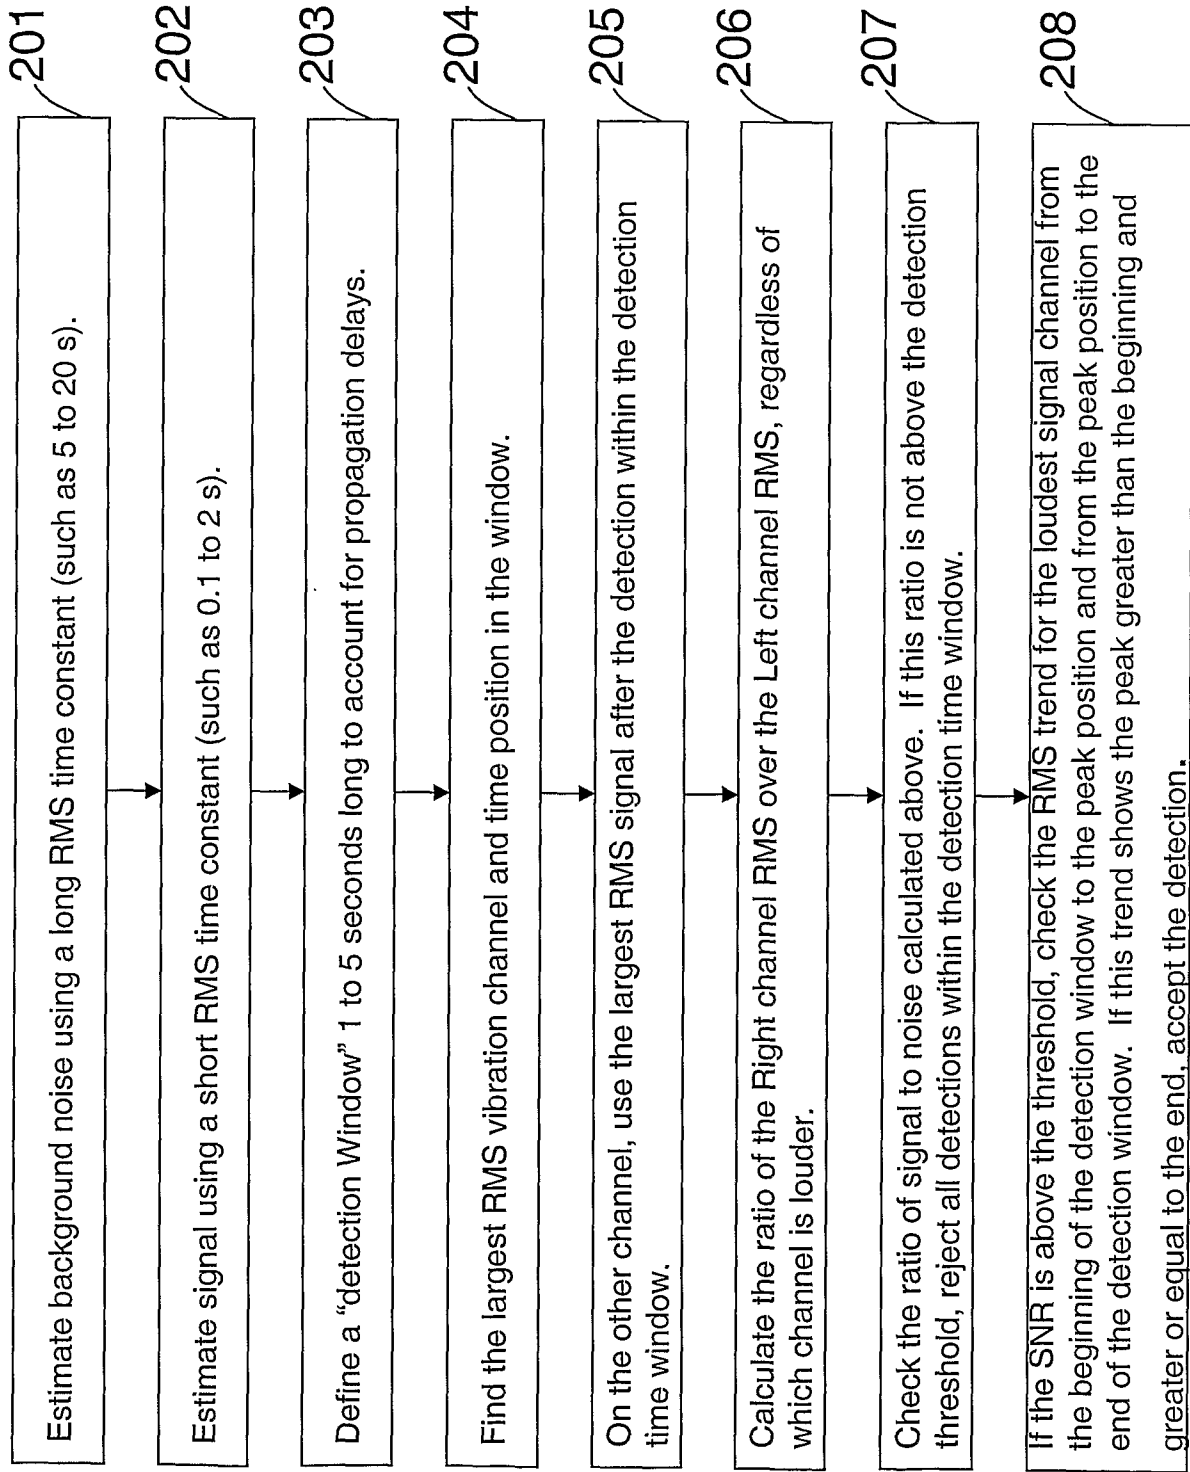 201
Estimate background noise using a long RMS time constant (such as 5 to 20 s).
202
Estimate signal using a short RMS time constant (such as 0.1 to 2 s).
203
Define a “detection Window” 1 to 5 seconds long to account for propagation delays.
204
Find the largest RMS vibration channel and time position in the window.
205
On the other channel, use the largest RMS signal after the detection within the detection
time window.
206
Calculate the ratio of the Right channel RMS over the Left channel RMS, regardless of
which channel is louder.
207
Check the ratio of signal to noise calculated above. If this ratio is not above the detection
threshold, reject all detections within the detection time window.
208
If the SNR is above the threshold, check the RMS trend for the loudest signal channel from
the beginning of the detection window to the peak position and from the peak position to the
end of the detection window. If this trend shows the peak greater than the beginning and
greater or equal to the end, accept the detection.